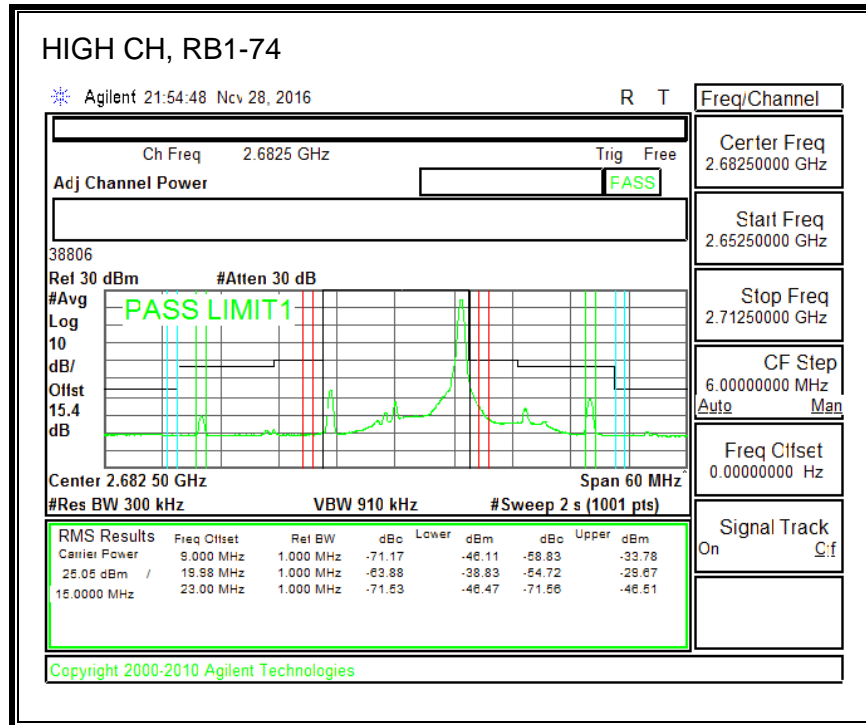 HIGH CH, RB1-74
Agilent 21:54:48 Nov 28, 2016 R T
Freq/Channel
Ch Freq 2.6825 GHz Trig Free
Adj Channel Power PASS
Center Freq
2.68250000 GHz
Start Freq
2.65250000 GHz
Stop Freq
2.71250000 GHz
CF Step
6.00000000 MHz
Auto Man
Freq Offset
0.00000000 Hz
Signal Track
On Off
38806
Ref 30 dBm #Atten 30 dB
#Avg
Log
10
dB/
Offst
15.4
dB
PASS LIMIT1
Center 2.682 50 GHz Span 60 MHz
#Res BW 300 kHz VBW 910 kHz #Sweep 2 s (1001 pts)
RMS Results Freq Offset Ref BW dBc Lower dBm dBc Upper dBm
Carrier Power 9.000 MHz 1.000 MHz -71.17 -46.11 -58.83 -33.78
25.05 dBm / 19.98 MHz 1.000 MHz -63.88 -38.83 -54.72 -29.67
15.0000 MHz 23.00 MHz 1.000 MHz -71.53 -46.47 -71.56 -46.51
Copyright 2000-2010 Agilent Technologies